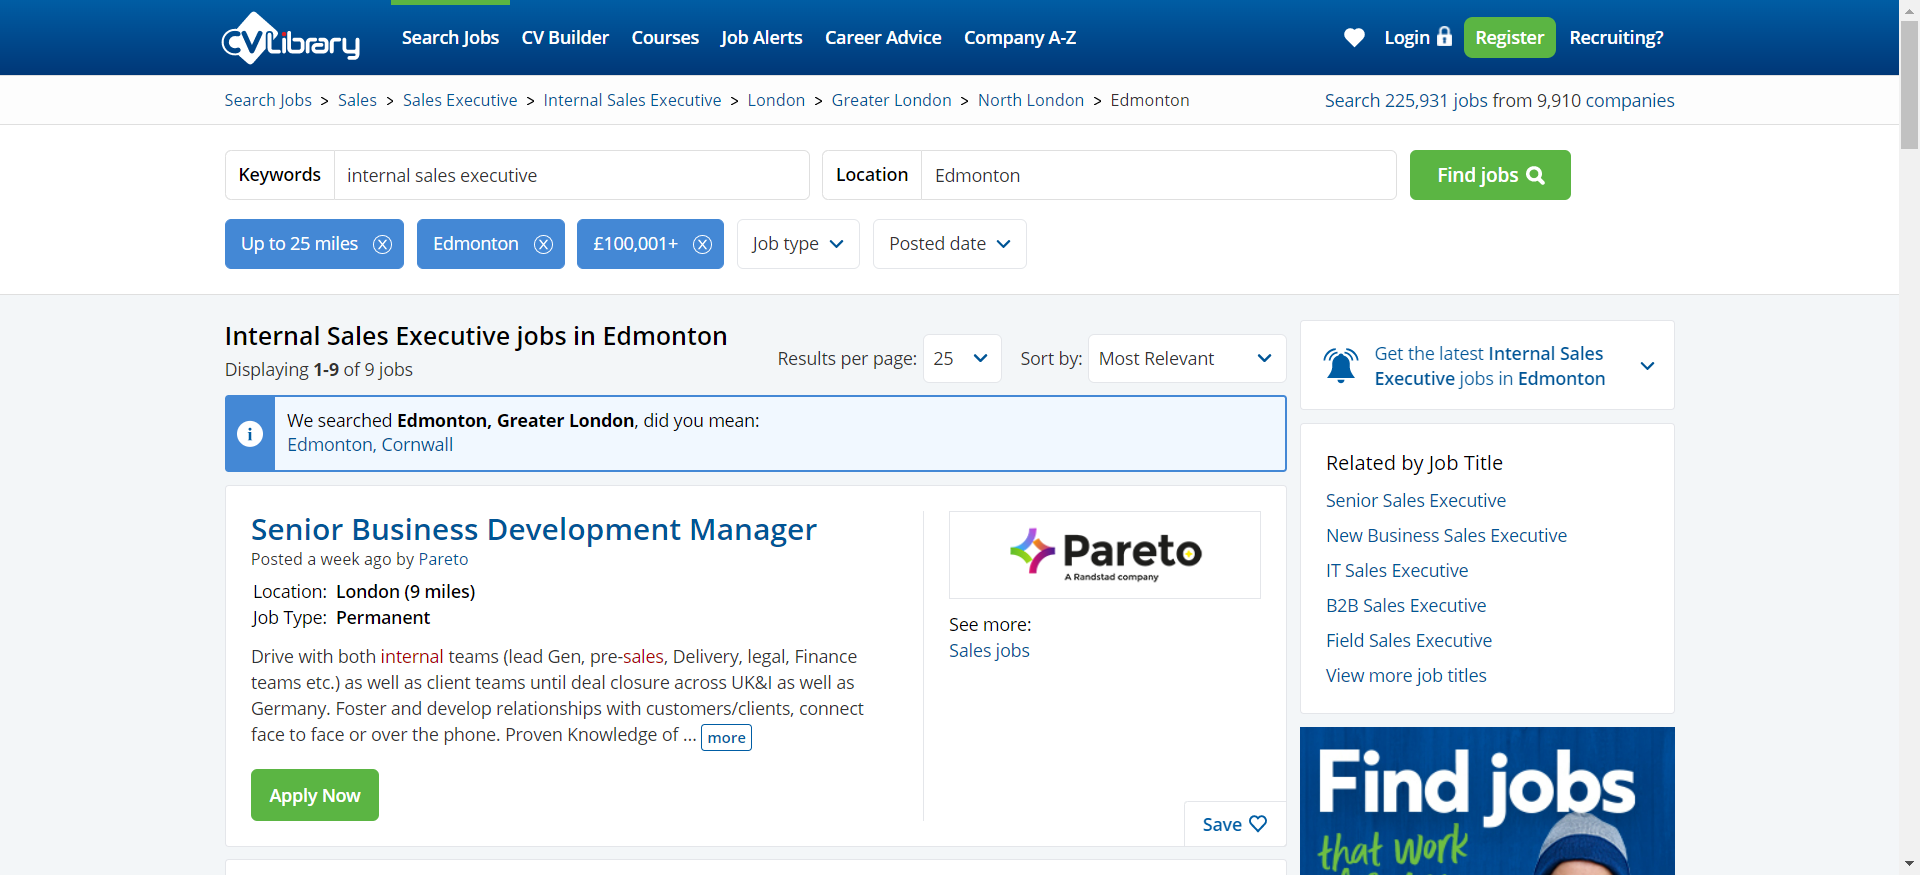 CVLibrary
Search Jobs
CV Builder
Courses
Job Alerts
Career Advice
Company A-Z
Login
Register
Recruiting?
Search Jobs > Sales > Sales Executive > Internal Sales Executive > London > Greater London > North London > Edmonton
Search 225,931 jobs from 9,910 companies
Keywords
internal sales executive
Location
Edmonton
Find jobs
Up to 25 miles
Edmonton
£100,001+
Job type
Posted date
Internal Sales Executive jobs in Edmonton
Displaying 1-9 of 9 jobs
Results per page: 25
Sort by: Most Relevant
We searched Edmonton, Greater London, did you mean:
Edmonton, Cornwall
Senior Business Development Manager
Posted a week ago by Pareto
Location: London (9 miles)
Job Type: Permanent
Drive with both internal teams (lead Gen, pre-sales, Delivery, legal, Finance
teams etc.) as well as client teams until deal closure across UK&I as well as
Germany. Foster and develop relationships with customers/clients, connect
face to face or over the phone. Proven Knowledge of ... more
Apply Now
Pareto
A Randstad company
See more:
Sales jobs
Save
Get the latest Internal Sales
Executive jobs in Edmonton
Related by Job Title
Senior Sales Executive
New Business Sales Executive
IT Sales Executive
B2B Sales Executive
Field Sales Executive
View more job titles
Find jobs
that work